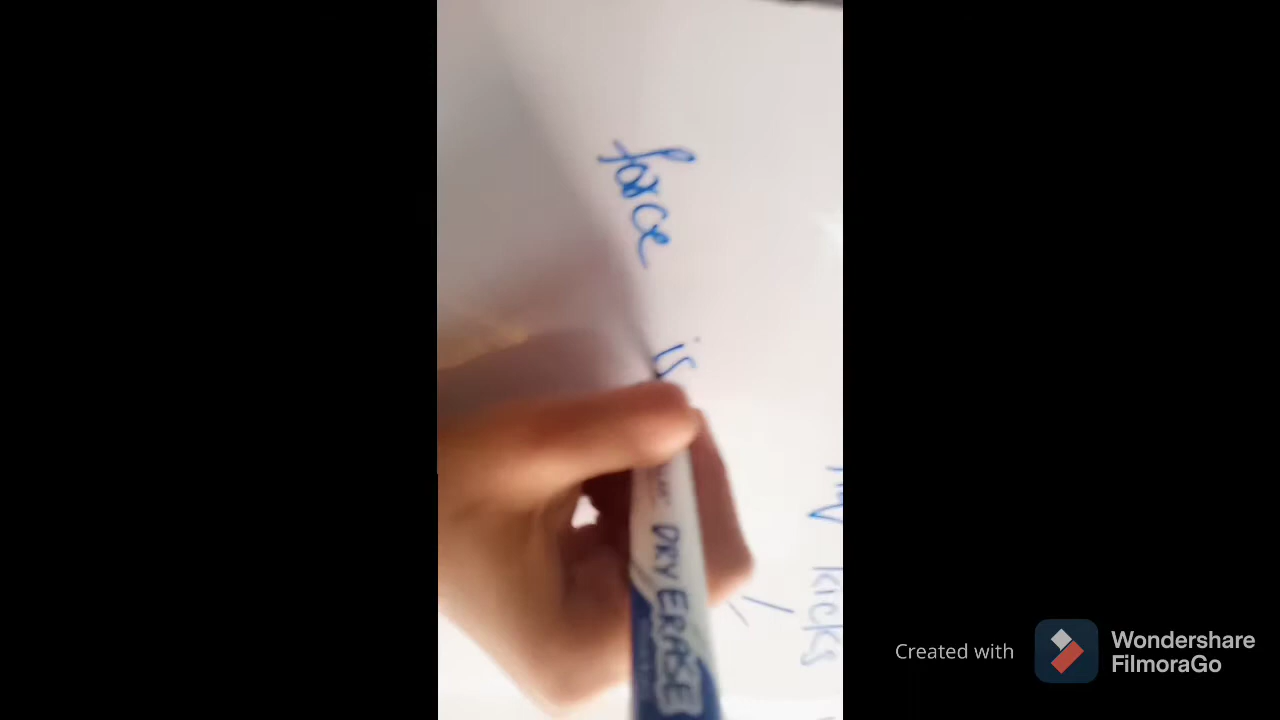 kicks
force is
DRY ERASE
Created with
Wondershare
FilmoraGo